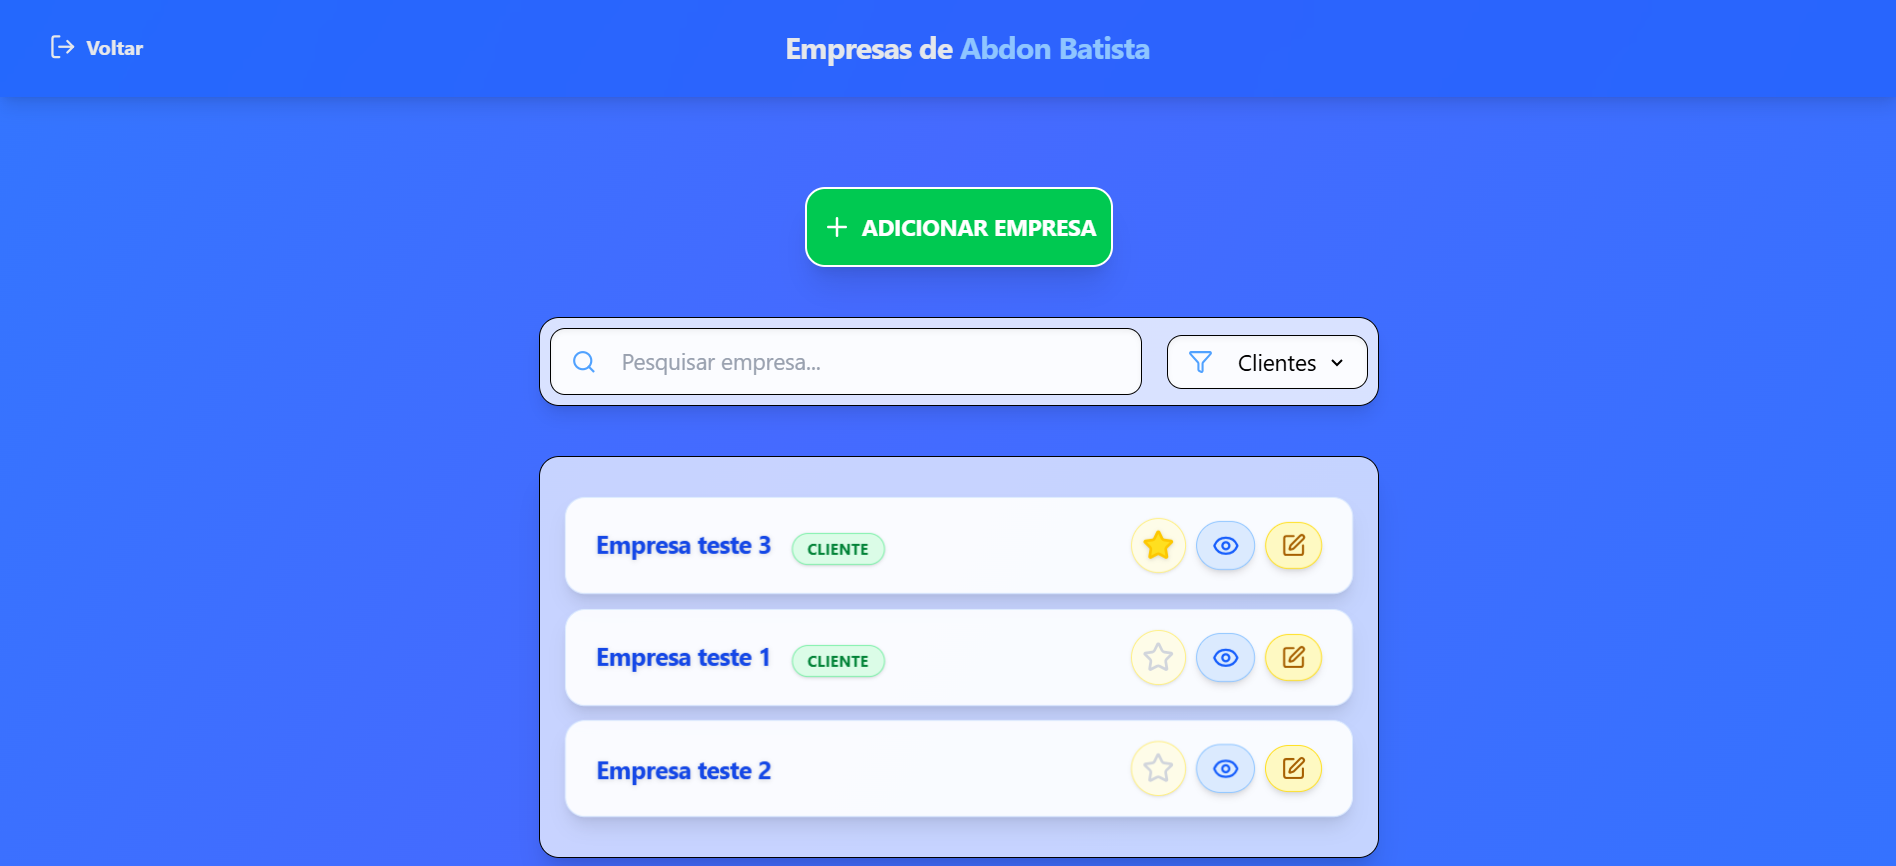 Voltar
Empresas de Abdon Batista
ADICIONAR EMPRESA
Pesquisar empresa...
Clientes
Empresa teste 3 CLIENTE
Empresa teste 1 CLIENTE
Empresa teste 2